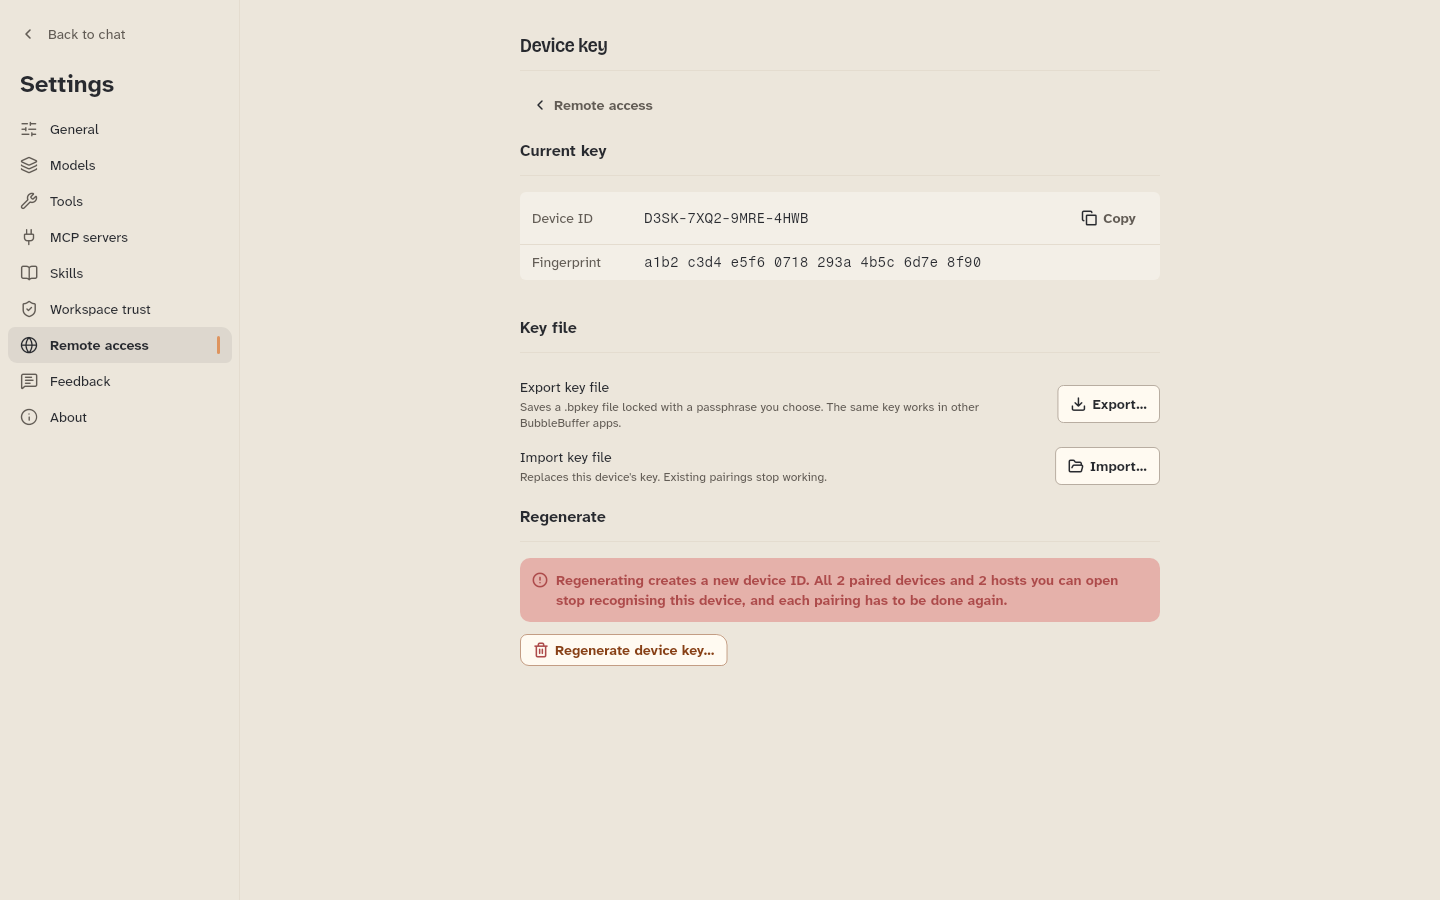 Back to chat
Settings
General
Models
Tools
MCP servers
Skills
Workspace trust
Remote access
Feedback
About
Device key
Remote access
Current key
Device ID D3SK-7XQ2-9MRE-4HWB Copy
Fingerprint a1b2 c3d4 e5f6 0718 293a 4b5c 6d7e 8f90
Key file
Export key file
Saves a .bpkey file locked with a passphrase you choose. The same key works in other
BubbleBuffer apps.
Export...
Import key file
Replaces this device's key. Existing pairings stop working.
Import...
Regenerate
Regenerating creates a new device ID. All 2 paired devices and 2 hosts you can open
stop recognising this device, and each pairing has to be done again.
Regenerate device key...